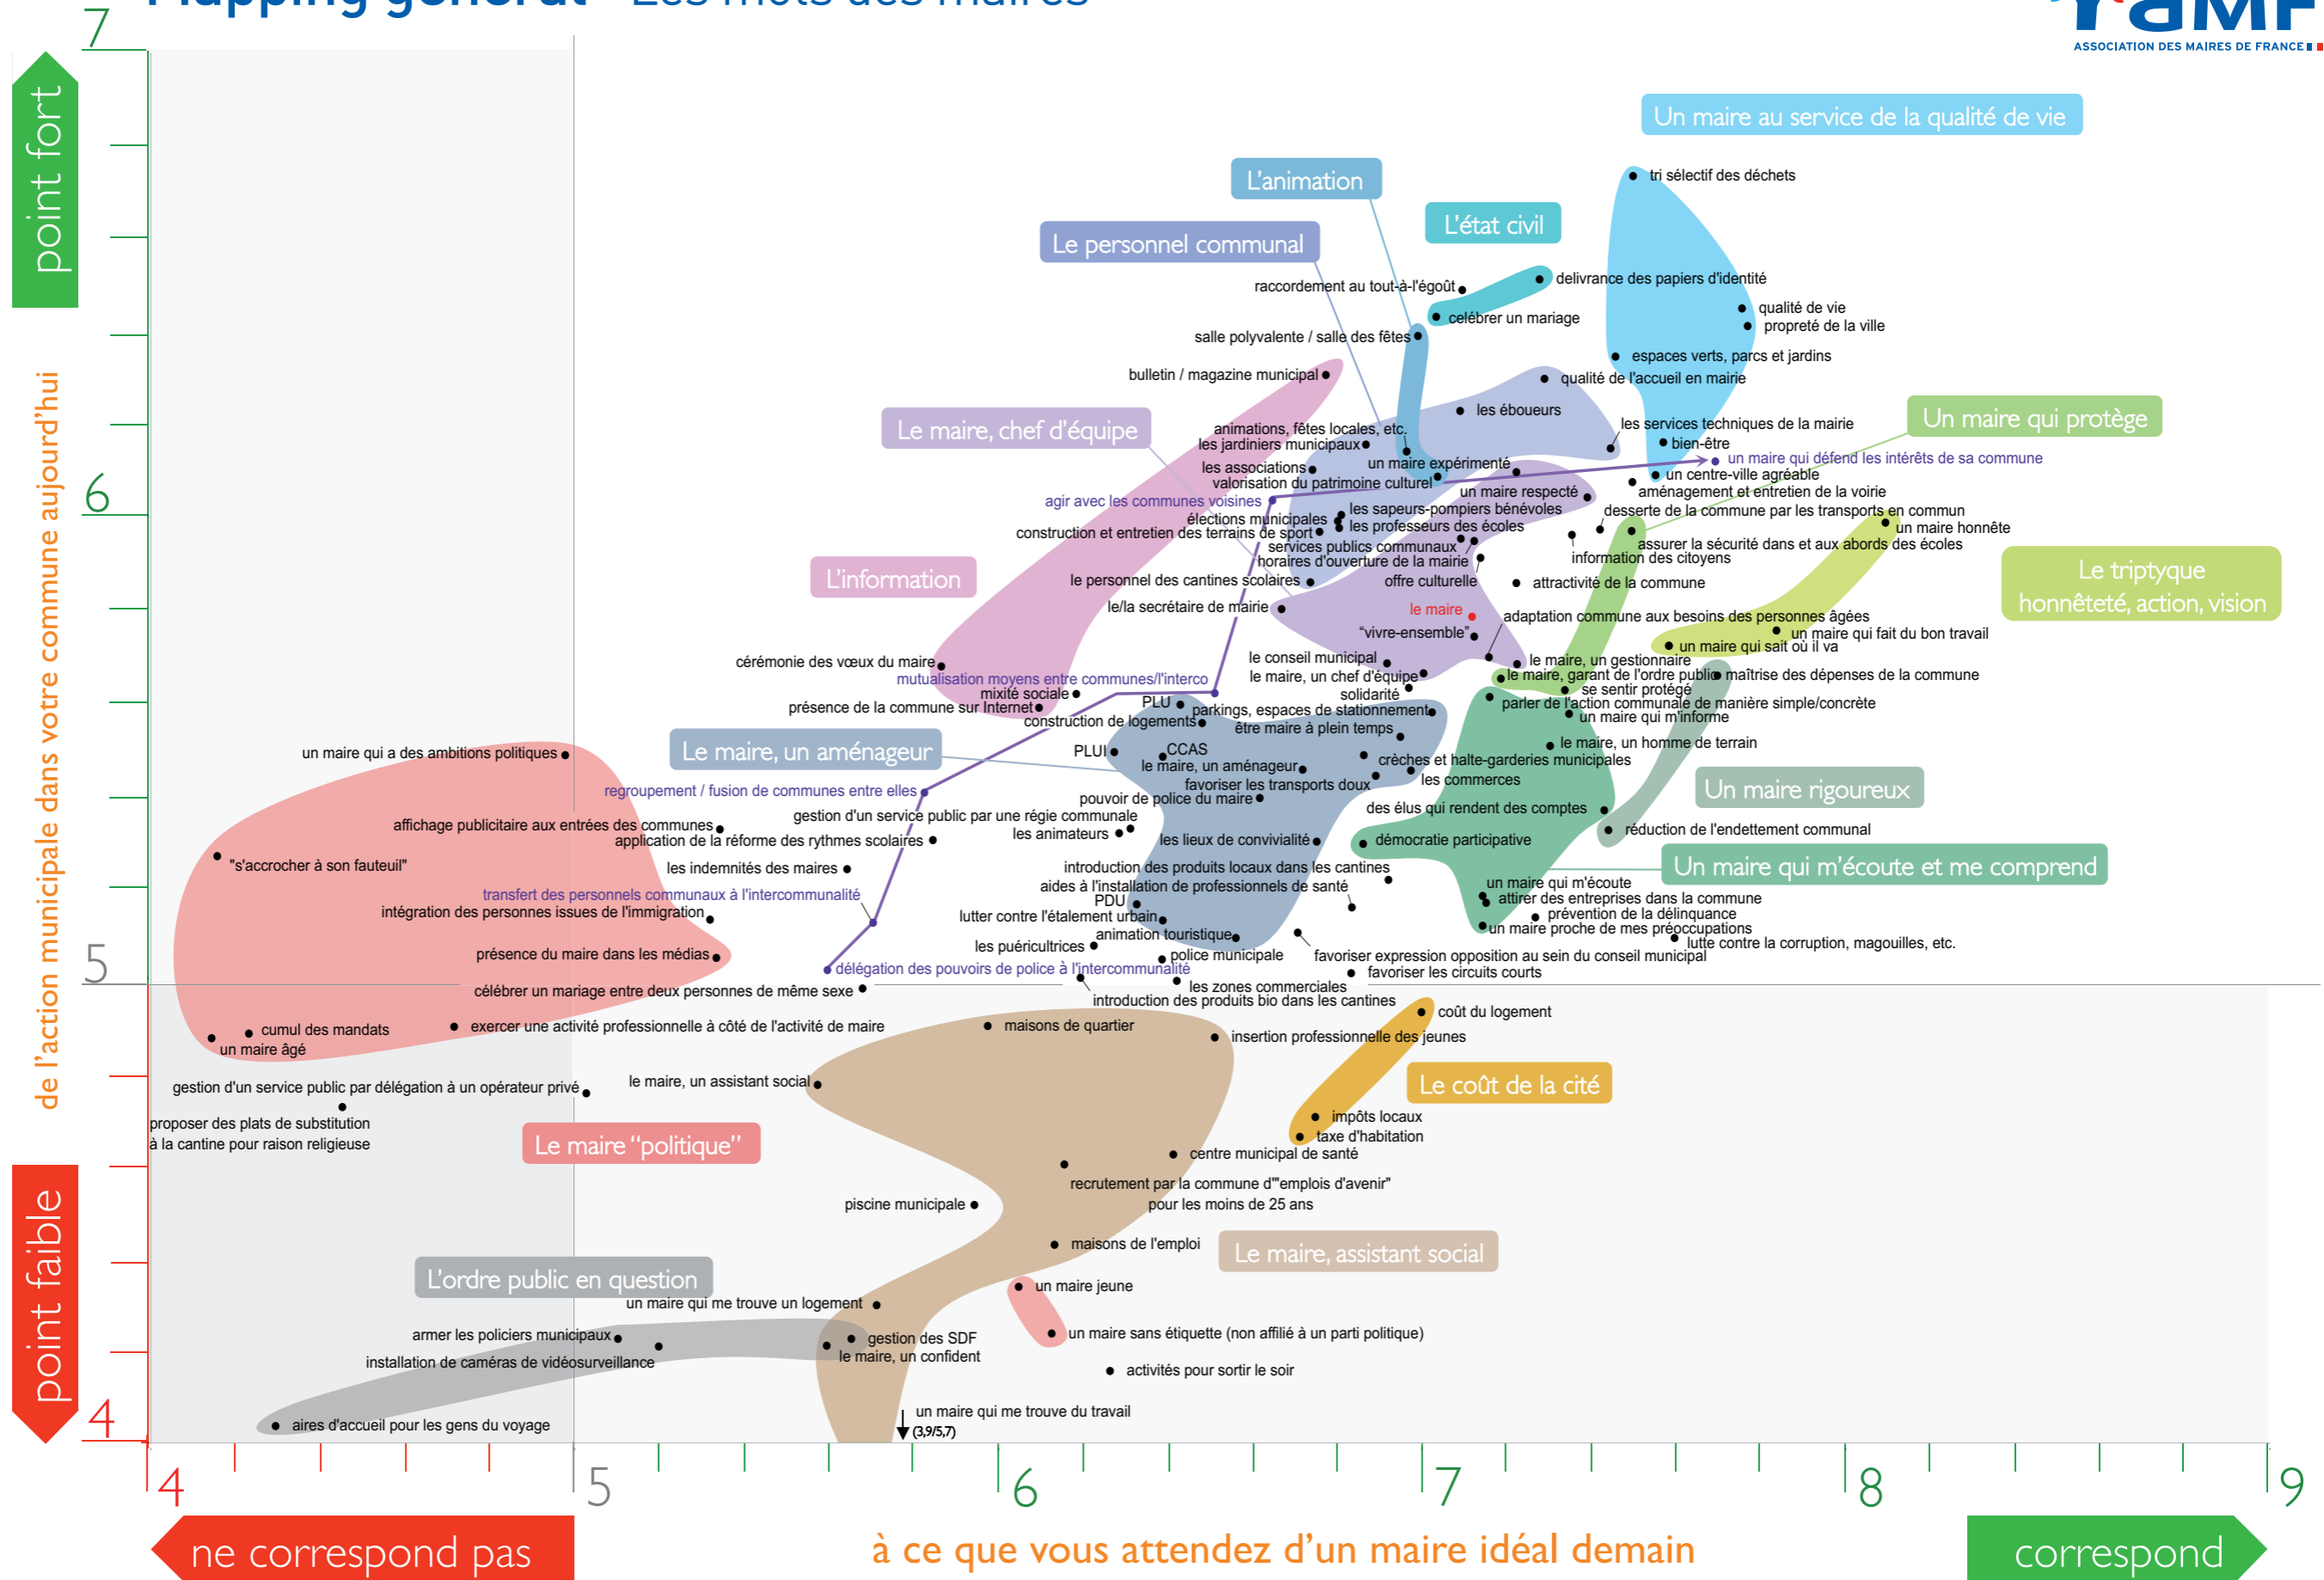 Mapping général Les mots des maires
l'aMF
ASSOCIATION DES MAIRES DE FRANCE
7
point fort
Un maire au service de la qualité de vie
L'animation
tri sélectif des déchets
L'état civil
Le personnel communal
delivrance des papiers d'identité
raccordement au tout-à-l'égoût
qualité de vie
celébrer un mariage
propreté de la ville
salle polyvalente / salle des fêtes
espaces verts, parcs et jardins
bulletin / magazine municipal
qualité de l'accueil en mairie
les éboueurs
Un maire qui protège
Le maire, chef d'équipe
les services techniques de la mairie
animations, fêtes locales, etc.
les jardiniers municipaux
bien-être
un maire qui défend les intérêts de sa commune
les associations
un maire expérimenté
un centre-ville agréable
valorisation du patrimoine culturel
6
un maire respecté
aménagement et entretien de la voirie
agir avec les communes voisines
les sapeurs-pompiers bénévoles
desserte de la commune par les transports en commun
élections municipales
les professeurs des écoles
un maire honnête
construction et entretien des terrains de sport
services publics communaux
assurer la sécurité dans et aux abords des écoles
horaires d'ouverture de la mairie
information des citoyens
L'information
le personnel des cantines scolaires
offre culturelle
attractivité de la commune
Le triptyque
honnêteté, action, vision
le/la secrétaire de mairie
le maire
adaptation commune aux besoins des personnes âgées
"vivre-ensemble"
un maire qui fait du bon travail
un maire qui sait où il va
cérémonie des vœux du maire
le conseil municipal
le maire, un gestionnaire
mutualisation moyens entre communes/l'interco
le maire, un chef d'équipe
le maire, garant de l'ordre public
maîtrise des dépenses de la commune
mixité sociale
solidarité
se sentir protégé
présence de la commune sur Internet
PLU
parkings, espaces de stationnement
parler de l'action communale de manière simple/concrète
construction de logements
un maire qui m'informe
être maire à plein temps
Le maire, un aménageur
un maire qui a des ambitions politiques
PLUI
CCAS
le maire, un homme de terrain
crèches et halte-garderies municipales
le maire, un aménageur
les commerces
favoriser les transports doux
Un maire rigoureux
regroupement / fusion de communes entre elles
pouvoir de police du maire
des élus qui rendent des comptes
gestion d'un service public par une régie communale
affichage publicitaire aux entrées des communes
les animateurs
réduction de l'endettement communal
application de la réforme des rythmes scolaires
les lieux de convivialité
démocratie participative
"s'accrocher à son fauteuil"
Un maire qui m'écoute et me comprend
les indemnités des maires
introduction des produits locaux dans les cantines
un maire qui m'écoute
aides à l'installation de professionnels de santé
transfert des personnels communaux à l'intercommunalité
attirer des entreprises dans la commune
PDU
intégration des personnes issues de l'immigration
lutter contre l'étalement urbain
prévention de la délinquance
un maire proche de mes préoccupations
animation touristique
les puéricultrices
lutte contre la corruption, magouilles, etc.
présence du maire dans les médias
police municipale
favoriser expression opposition au sein du conseil municipal
5
délégation des pouvoirs de police à l'intercommunalité
favoriser les circuits courts
célébrer un mariage entre deux personnes de même sexe
les zones commerciales
introduction des produits bio dans les cantines
coût du logement
cumul des mandats
exercer une activité professionnelle à côté de l'activité de maire
maisons de quartier
un maire âgé
insertion professionnelle des jeunes
gestion d'un service public par délégation à un opérateur privé
le maire, un assistant social
Le coût de la cité
proposer des plats de substitution
à la cantine pour raison religieuse
impôts locaux
taxe d'habitation
Le maire "politique"
centre municipal de santé
recrutement par la commune d'"emplois d'avenir"
pour les moins de 25 ans
piscine municipale
maisons de l'emploi
Le maire, assistant social
L'ordre public en question
un maire jeune
un maire qui me trouve un logement
un maire sans étiquette (non affilié à un parti politique)
armer les policiers municipaux
gestion des SDF
installation de caméras de vidéosurveillance
le maire, un confident
activités pour sortir le soir
un maire qui me trouve du travail
(3,9/5,7)
aires d'accueil pour les gens du voyage
4
point faible
de l'action municipale dans votre commune aujourd'hui
4
5
6
7
8
9
ne correspond pas
à ce que vous attendez d'un maire idéal demain
correspond